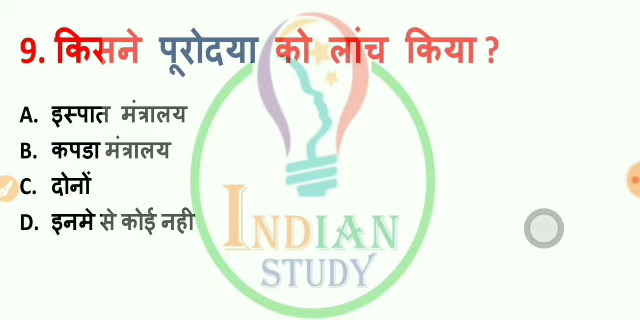 9. किसने पूरोदया को लांच किया ?
A. इस्पात मंत्रालय
B. कपडा मंत्रालय
C. दोनों
D. इनमे से कोई नही
INDIAN
STUDY